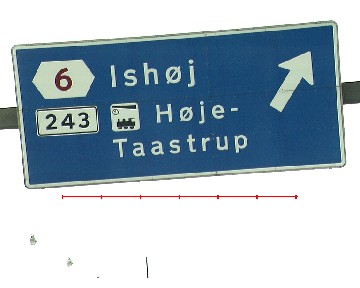 6 Ishøj
243 Høje-
Taastrup